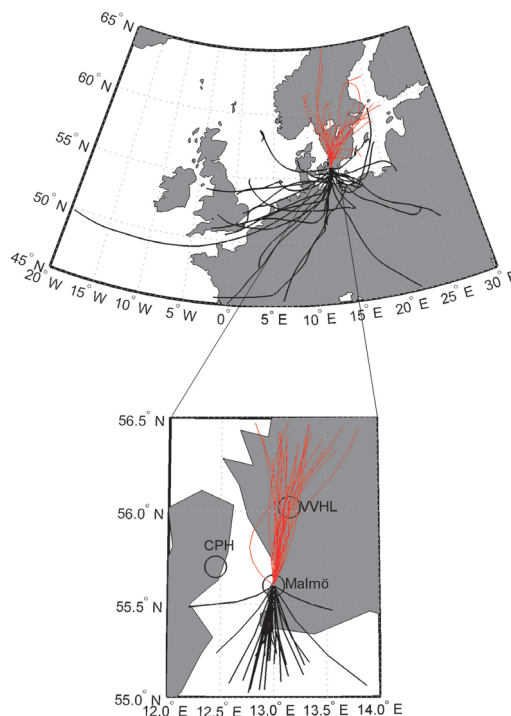 65° N
60° N
55° N
50° N
45° N
20° W
15° W
10° W
5° W
0°
5° E
10° E
15° E
20° E
25° E
30° E
56.5° N
56.0° N
VVHL
CPH
Malmö
55.5° N
55.0° N
12.0° E
12.5° E
13.0° E
13.5° E
14.0° E